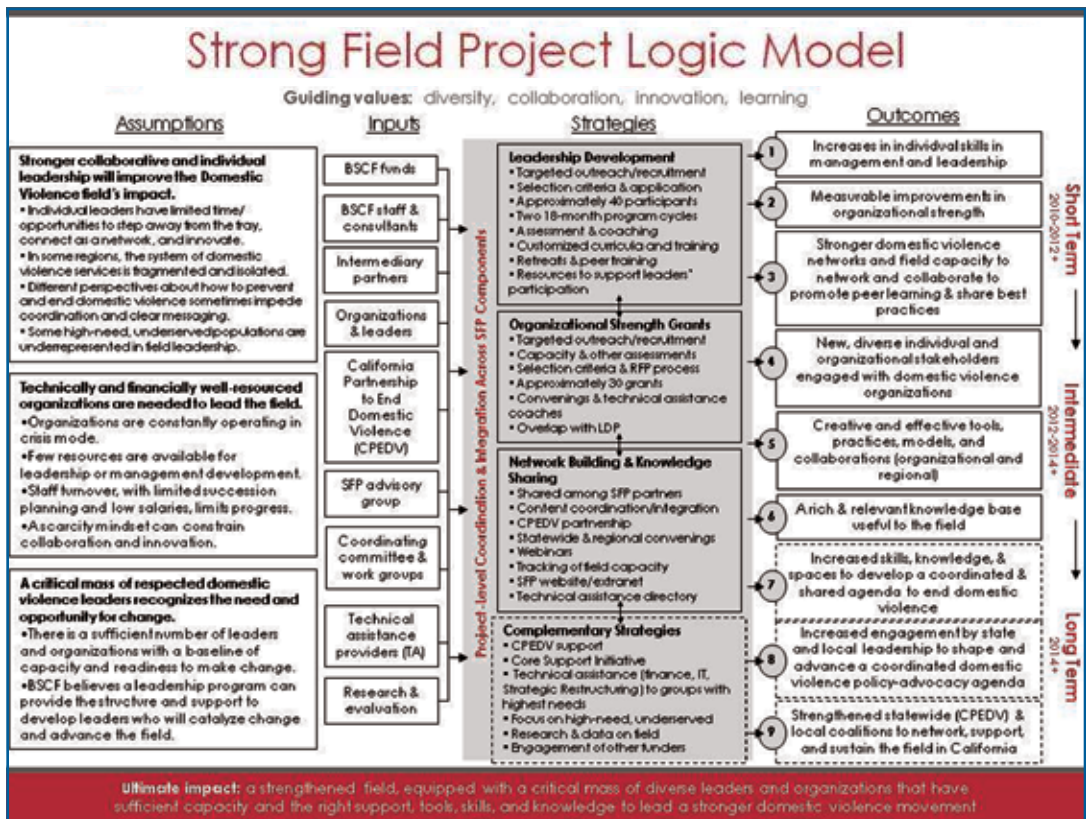 Strong Field Project Logic Model
Guiding values: diversity, collaboration, innovation, learning
Assumptions
Stronger collaborative and individual
leadership will improve the Domestic
Violence field's impact.
▪ Individual leaders have limited time/
opportunities to step away from the fray,
connect as a network, and innovate.
▪ In some regions, the system of domestic
violence services is fragmented and isolated.
▪ Different perspectives about how to prevent
and end domestic violence sometimes impede
coordination and clear messaging.
▪ Some high-need, underserved populations are
underrepresented in field leadership.
Technically and financially well-resourced
organizations are needed to lead the field.
•Organizations are constantly operating in
crisis mode.
•Few resources are available for
leadership or management development.
•Staff turnover, with limited succession
planning and low salaries, limits progress.
•A scarcity mindset can constrain
collaboration and innovation.
A critical mass of respected domestic
violence leaders recognizes the need and
opportunity for change.
•There is a sufficient number of leaders
and organizations with a baseline of
capacity and readiness to make change.
•BSCF believes a leadership program can
provide the structure and support to
develop leaders who will catalyze change
and advance the field.
Inputs
BSCF funds
BSCF staff &
consultants
Intermediary
partners
Organizations
& leaders
California
Partnership
to End
Domestic
Violence
(CPEDV)
SFP advisory
group
Coordinating
committee &
work groups
Technical
assistance
providers (TA)
Research &
evaluation
Project-Level Coordination & Integration Across SFP Components
Strategies
Leadership Development
▪ Targeted outreach/recruitment
▪ Selection criteria & application
▪ Approximately 40 participants
▪ Two 18-month program cycles
▪ Assessment & coaching
▪ Customized curricula and training
▪ Retreats & peer training
▪ Resources to support leaders'
participation
Organizational Strength Grants
▪ Targeted outreach/recruitment
▪ Capacity & other assessments
▪ Selection criteria & RFP process
▪ Approximately 30 grants
▪ Convenings & technical assistance
coaches
▪ Overlap with LDP
Network Building & Knowledge
Sharing
▪ Shared among SFP partners
▪ Content coordination/integration
▪ CPEDV partnership
▪ Statewide & regional convenings
▪ Webinars
▪ Tracking of field capacity
▪ SFP website/extranet
▪ Technical assistance directory
Complementary Strategies
▪ CPEDV support
▪ Core Support Initiative
▪ Technical assistance (finance, IT,
Strategic Restructuring) to groups with
highest needs
▪ Focus on high-need, underserved
▪ Research & data on field
▪ Engagement of other funders
Outcomes
1
Increases in individual skills in
management and leadership
2
Measurable improvements in
organizational strength
3
Stronger domestic violence
networks and field capacity to
network and collaborate to
promote peer learning & share best
practices
4
New, diverse individual and
organizational stakeholders
engaged with domestic violence
organizations
5
Creative and effective tools,
practices, models, and
collaborations (organizational and
regional)
6
A rich & relevant knowledge base
useful to the field
7
Increased skills, knowledge, &
spaces to develop a coordinated &
shared agenda to end domestic
violence
8
Increased engagement by state
and local leadership to shape and
advance a coordinated domestic
violence policy-advocacy agenda
9
Strengthened statewide (CPEDV) &
local coalitions to network, support,
and sustain the field in California
Short Term
2010-2012+
Intermediate
2012-2014+
Long Term
2014+
Ultimate impact: a strengthened field, equipped with a critical mass of diverse leaders and organizations that have
sufficient capacity and the right support, tools, skills, and knowledge to lead a stronger domestic violence movement